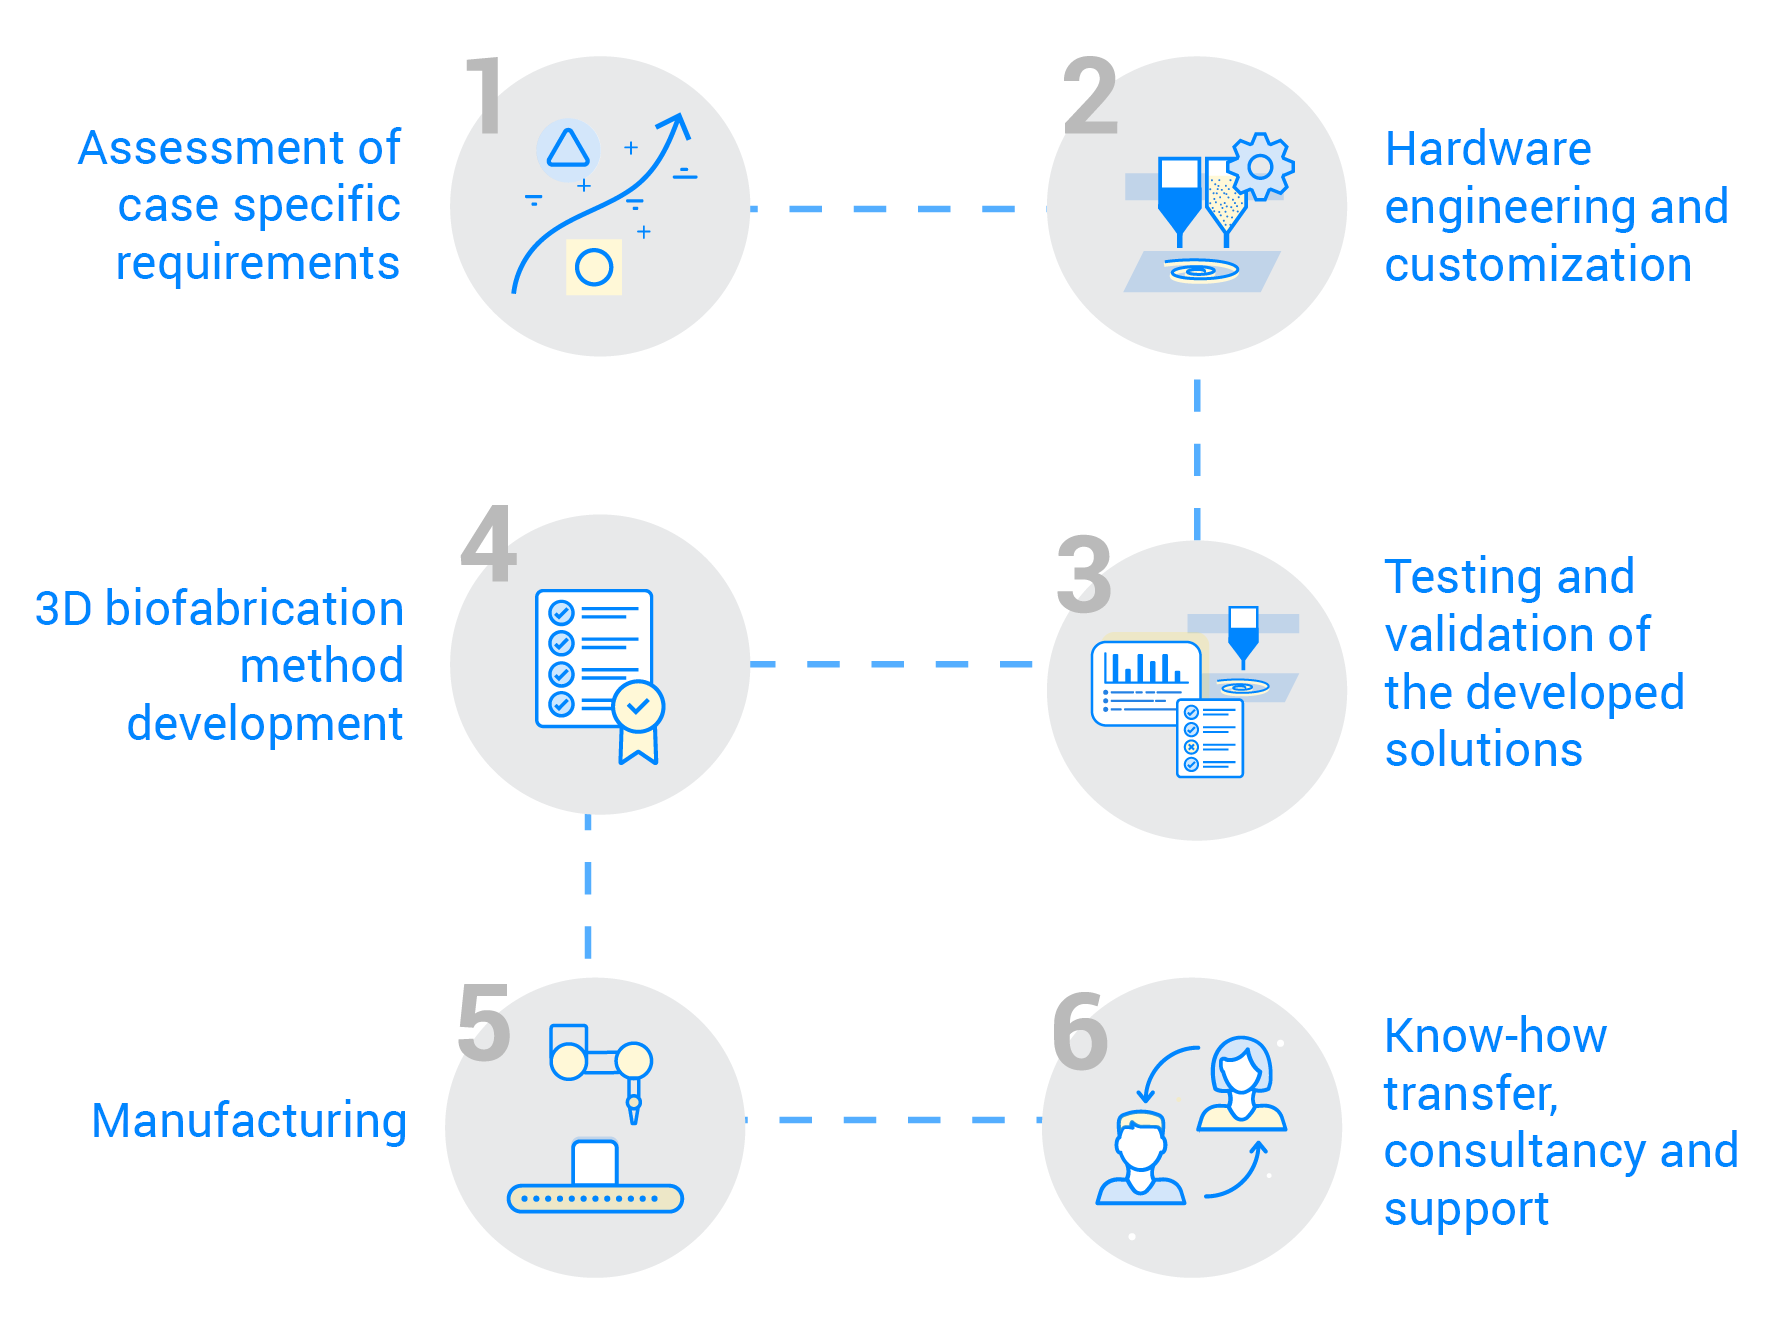 1
Assessment of
case specific
requirements
2
Hardware
engineering and
customization
3
Testing and
validation of
the developed
solutions
4
3D biofabrication
method
development
5
Manufacturing
6
Know-how
transfer,
consultancy and
support